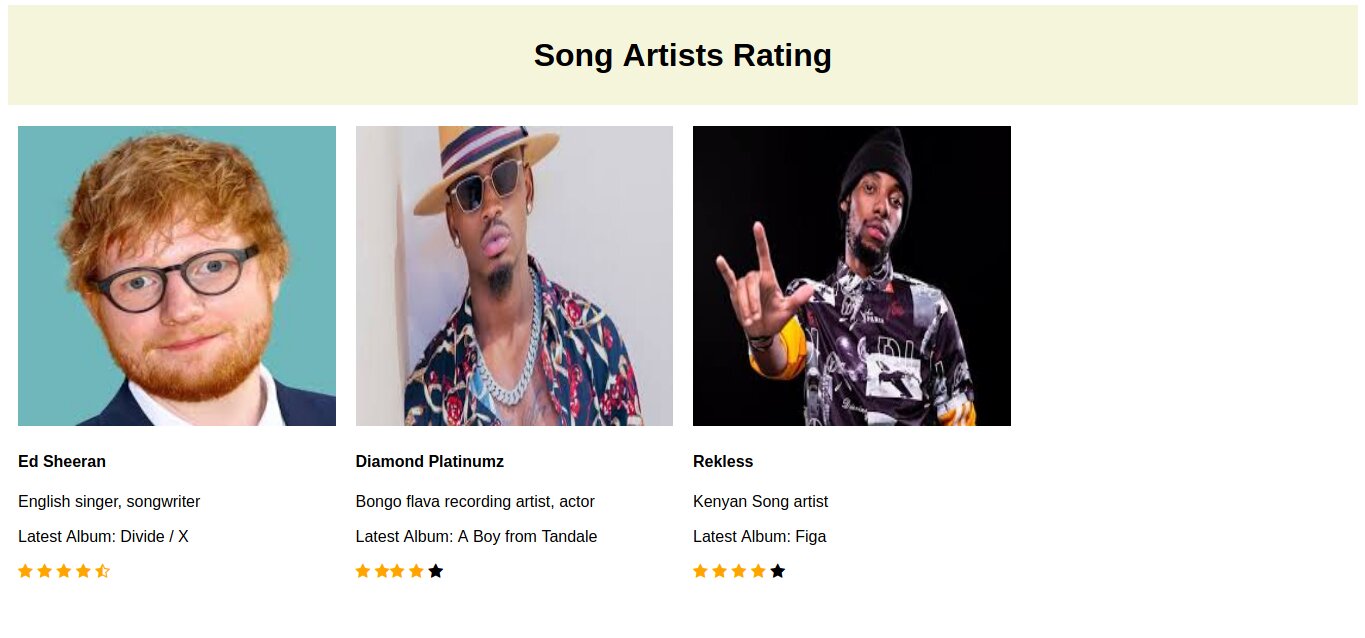 Song Artists Rating
Ed Sheeran
English singer, songwriter
Latest Album: Divide / X
Diamond Platinumz
Bongo flava recording artist, actor
Latest Album: A Boy from Tandale
Rekless
Kenyan Song artist
Latest Album: Figa